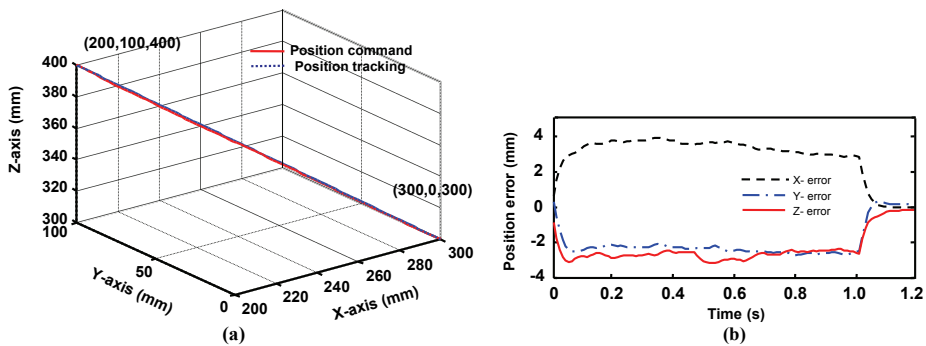 (200,100,400)
Position command
Position tracking
400
380
360
340
320
300
Z-axis (mm)
100
50
0
Y-axis (mm)
200
220
240
260
280
300
X-axis (mm)
(300,0,300)
(a)
4
2
0
-2
-4
Position error (mm)
X- error
Y- error
Z- error
0
0.2
0.4
0.6
0.8
1.0
1.2
Time (s)
(b)